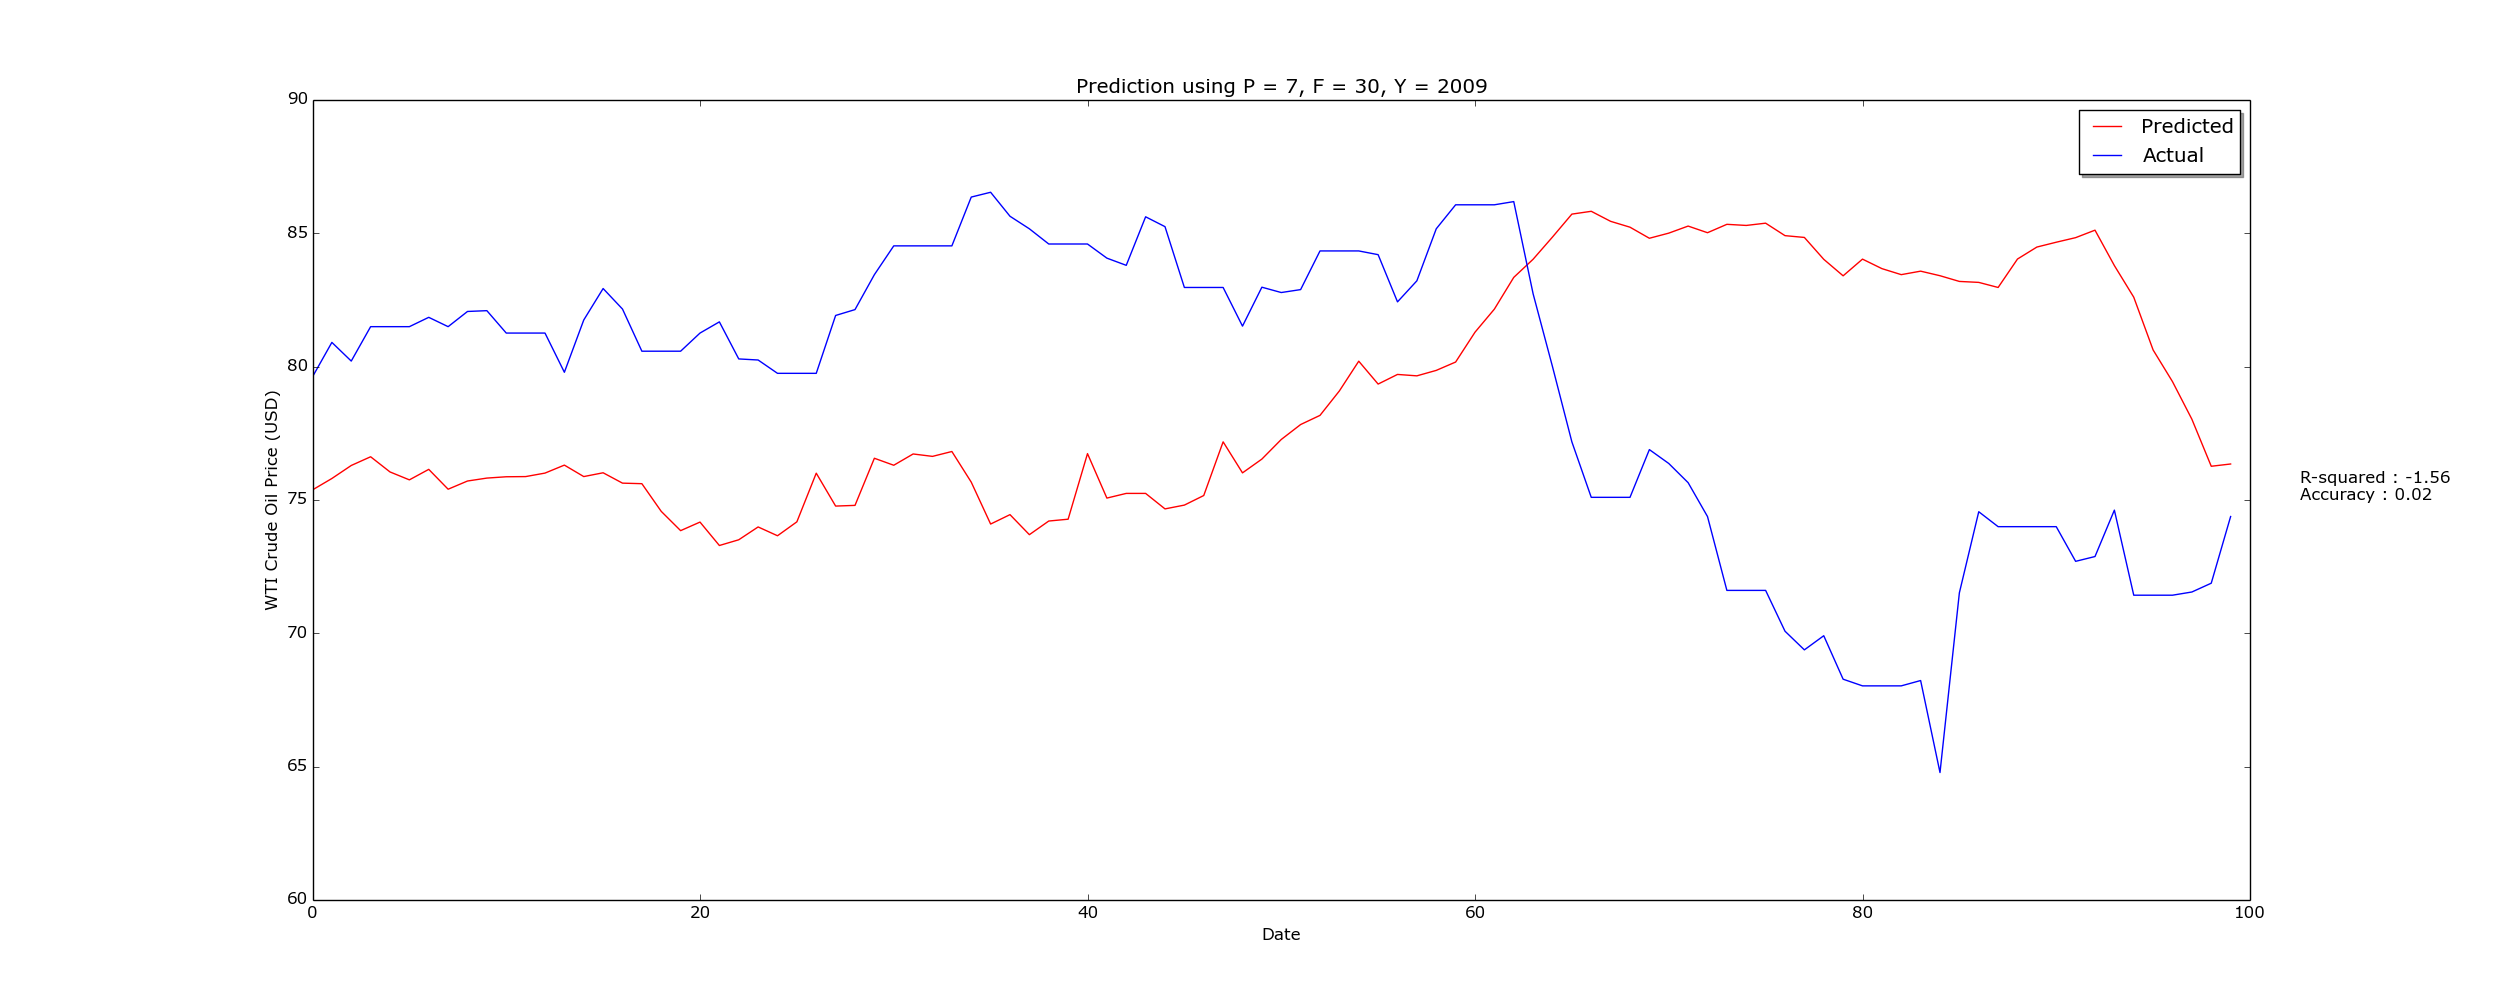 Prediction using P = 7, F = 30, Y = 2009
Predicted
Actual
90
85
80
75
70
65
60
WTI Crude Oil Price (USD)
R-squared : -1.56
Accuracy : 0.02
0 20 40 60 80 100
Date